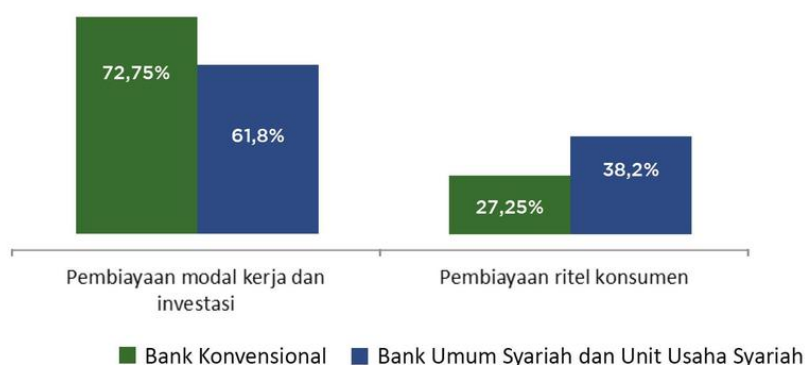 72,75%
61,8%
27,25%
38,2%
Pembiayaan modal kerja dan
investasi
Pembiayaan ritel konsumen
Bank Konvensional
Bank Umum Syariah dan Unit Usaha Syariah